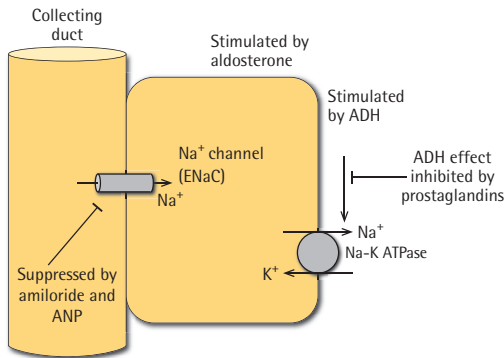 Collecting
duct
Stimulated by
aldosterone
Stimulated
by ADH
Na⁺ channel
(ENaC)
Na⁺
ADH effect
inhibited by
prostaglandins
Na⁺
Na-K ATPase
K⁺
Suppressed by
amiloride and
ANP